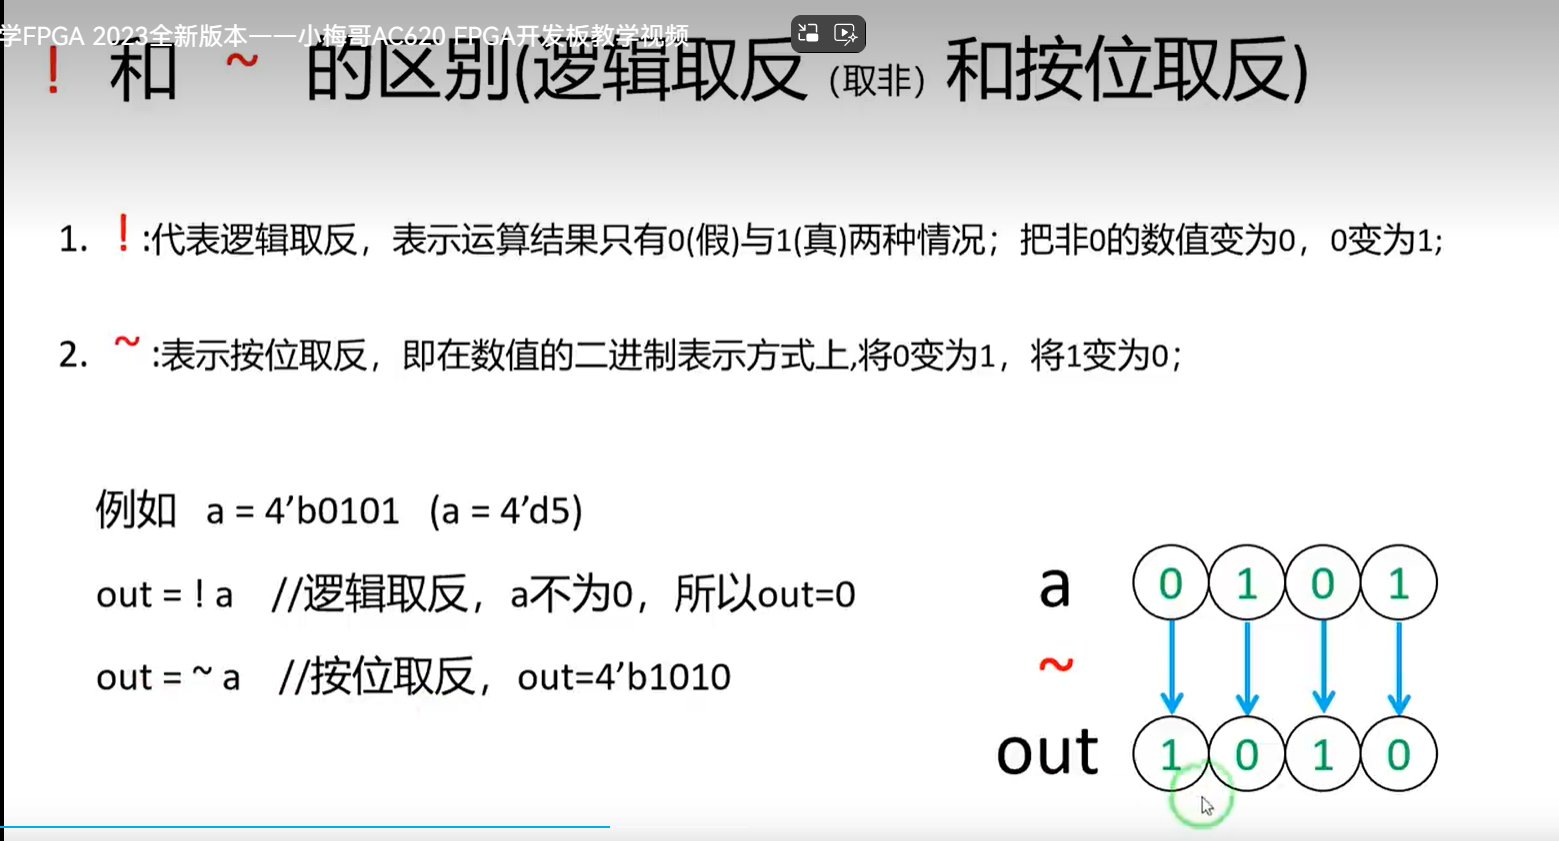 学FPGA 2023全新版本一一小梅哥AC620 FPGA开发板教学视频
! 和 ~ 的区别(逻辑取反（取非）和按位取反)
1. ! :代表逻辑取反，表示运算结果只有0(假)与1(真)两种情况；把非0的数值变为0，0变为1;
2. ~ :表示按位取反，即在数值的二进制表示方式上,将0变为1，将1变为0；
例如 a = 4’b0101 (a = 4’d5)
out = ! a //逻辑取反，a不为0，所以out=0
out = ~ a //按位取反，out=4’b1010
a 0 1 0 1
~
out 1 0 1 0